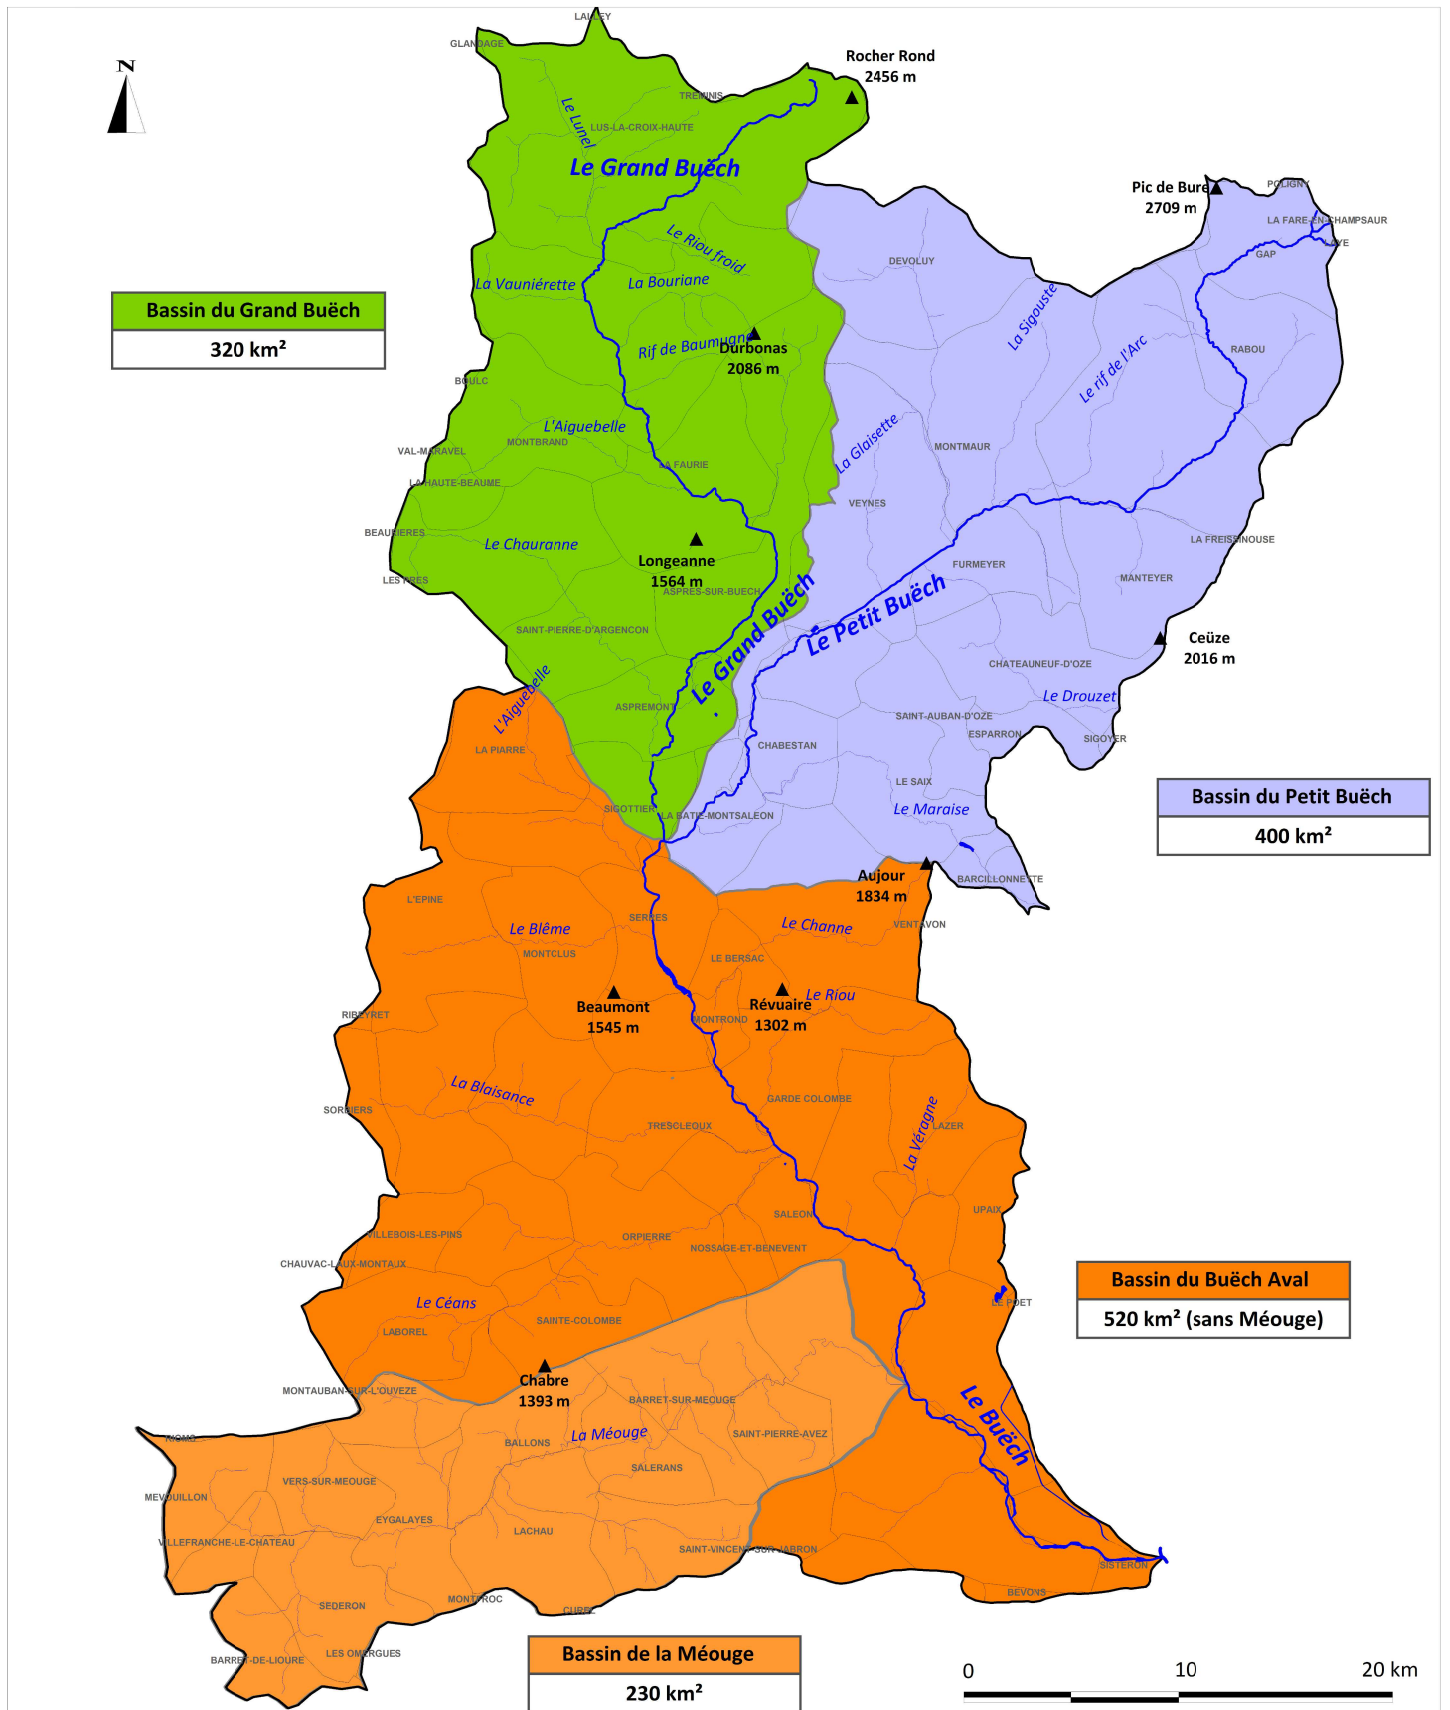 LALLEY
GLANDAGE
N
Rocher Rond
2456 m
TREMINIS
Le Lunel
LUS-LA-CROIX-HAUTE
Le Grand Buëch
Pic de Bure
2709 m
POLIGNY
LA FARE-EN-CHAMPSAUR
LAYE
GAP
Le Riou froid
DEVOLUY
La Vauniérette
La Bouriane
La Sigouste
Bassin du Grand Buëch
320 km²
Rif de Baumugne
Durbonas
2086 m
RABOU
Le rif de l'Arc
BOULC
L'Aiguebelle
MONTBRAND
La Glaisette
MONTMAUR
VAL-MARAVEL
LA FAURIE
LA HAUTE-BEAUME
VEYNES
BEAURIERES
Le Chauranne
LA FREISSINOUSE
Longeanne
1564 m
FURMEYER
MANTEYER
LES PRES
ASPRES-SUR-BUECH
Le Grand Buëch
Le Petit Buëch
SAINT-PIERRE-D'ARGENCON
Ceüze
2016 m
CHATEAUNEUF-D'OZE
L'Aiguebelle
Le Drouzet
ASPREMONT
SAINT-AUBAN-D'OZE
ESPARRON
SIGOYER
LA PIARRE
CHABESTAN
LE SAIX
Bassin du Petit Buëch
400 km²
SIGOTTIER
LA BATIE-MONTSALEON
Le Maraise
Aujour
1834 m
BARCILLONNETTE
L'EPINE
SERRES
Le Channe
VENTAVON
Le Blême
MONTCLUS
LE BERSAC
Beaumont
1545 m
Révuaire
1302 m
Le Riou
RIBEYRET
MONTROND
La Blaisance
GARDE COLOMBE
SORBIERS
TRESCLEOUX
La Véragne
LAZER
SALEON
UPAIX
VILLEBOIS-LES-PINS
ORPIERRE
NOSSAGE-ET-BENEVENT
CHAUVAC-LAUX-MONTAUX
Bassin du Buëch Aval
520 km² (sans Méouge)
Le Céans
LE POET
SAINTE-COLOMBE
LABOREL
Chabre
1393 m
MONTAUBAN-SUR-L'OUVEZE
BARRET-SUR-MEOUGE
Le Buëch
RIOMS
La Méouge
SAINT-PIERRE-AVEZ
BALLONS
SALERANS
VERS-SUR-MEOUGE
MEVOUILLON
EYGALAYES
LACHAU
VILLEFRANCHE-LE-CHATEAU
SAINT-VINCENT-SUR-JABRON
SISTERON
BEVONS
MONTFROC
SEDERON
CUREL
LES OMERGUES
BARRET-DE-LIOURE
Bassin de la Méouge
230 km²
0 10 20 km